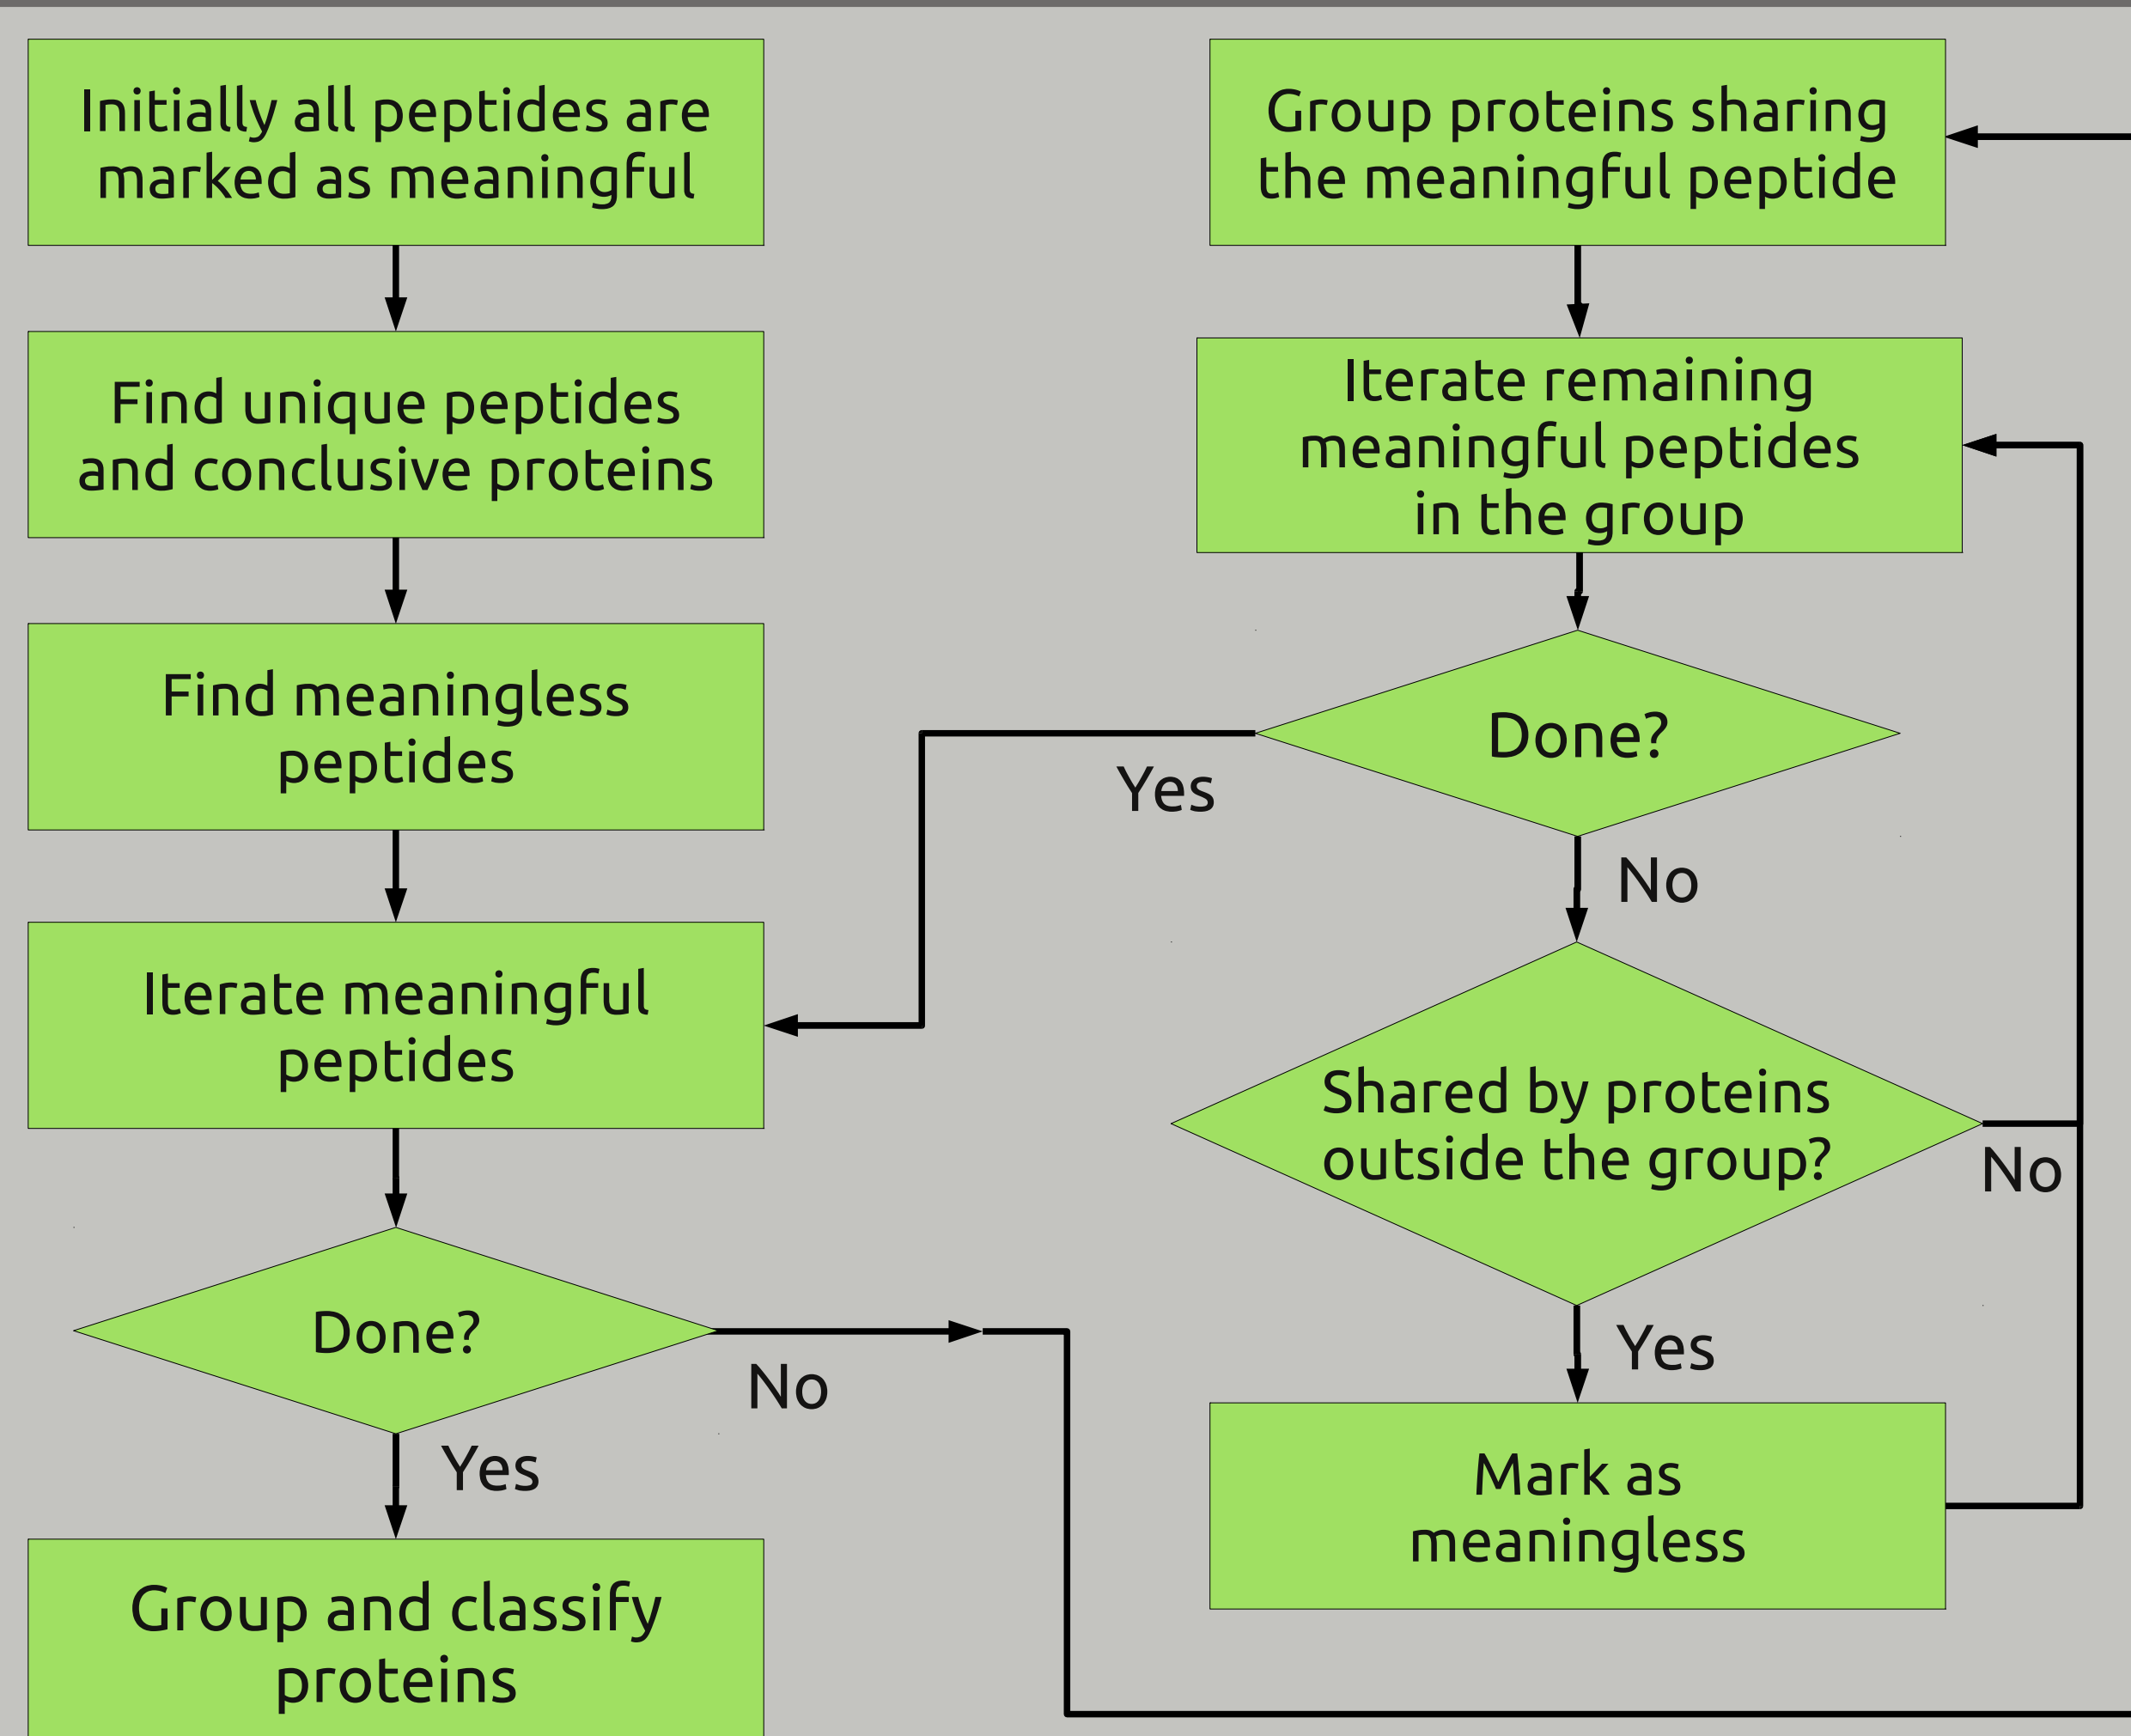 Initially all peptides are
marked as meaningful
Find unique peptides
and conclusive proteins
Find meaningless
peptides
Iterate meaningful
peptides
Done?
No
Yes
Group and classify
proteins
Group proteins sharing
the meaningful peptide
Iterate remaining
meaningful peptides
in the group
Done?
Yes
No
Shared by proteins
outside the group?
No
Yes
Mark as
meaningless